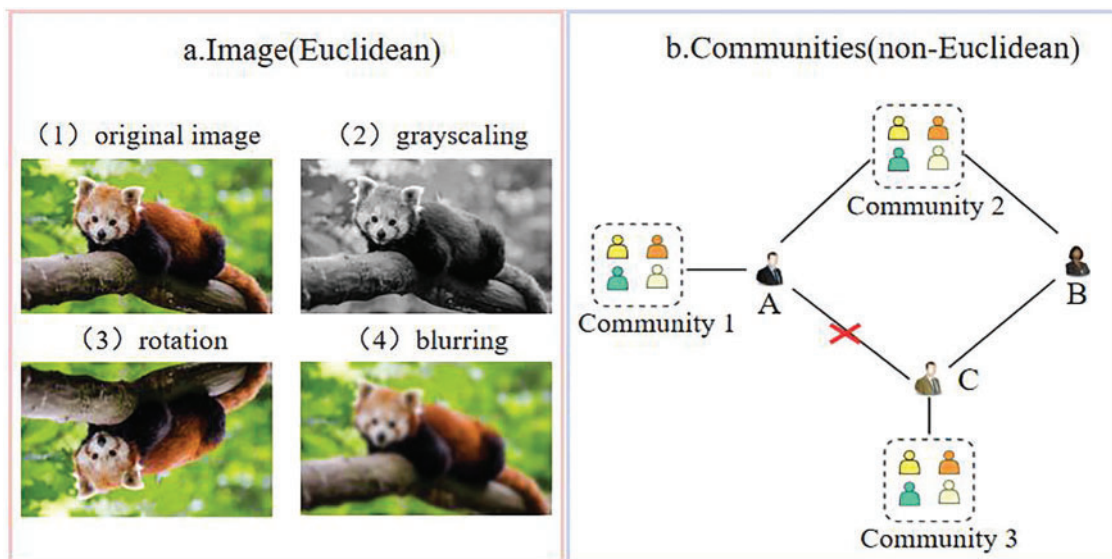 a.Image(Euclidean)
（1）original image
（2）grayscaling
（3）rotation
（4）blurring
b.Communities(non-Euclidean)
Community 2
Community 1
A
B
C
Community 3